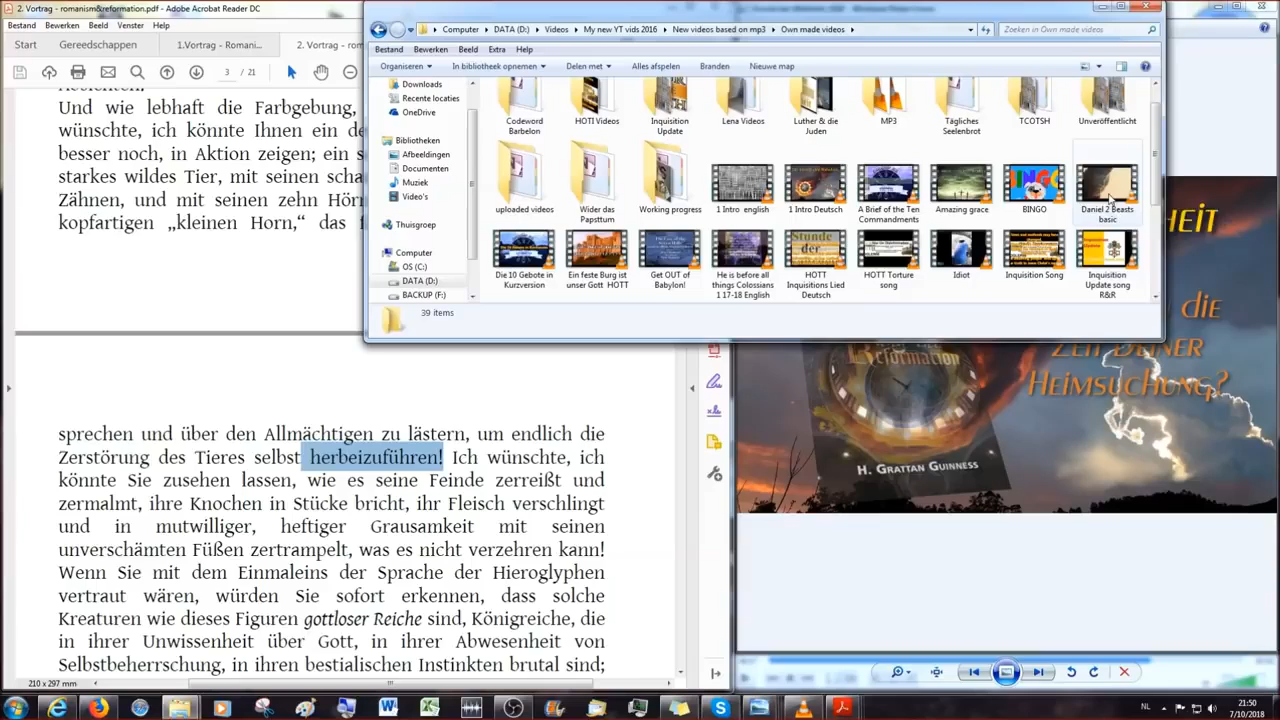 2. Vortrag - romanism&reformation.pdf - Adobe Acrobat Reader DC
Bestand Bewerken Beeld Venster Help
Start Gereedschappen 1.Vortrag - Romani... 2. Vortrag - rom
3 / 21
Und wie lebhaft die Farbgebung,
wünschte, ich könnte Ihnen ein de
besser noch, in Aktion zeigen; ein s
starkes wildes Tier, mit seinen scha
Zähnen, und mit seinen zehn Hör
kopfartigen „kleinen Horn,“ das f
sprechen und über den Allmächtigen zu lästern, um endlich die
Zerstörung des Tieres selbst herbeizuführen! Ich wünschte, ich
könnte Sie zusehen lassen, wie es seine Feinde zerreißt und
zermalmt, ihre Knochen in Stücke bricht, ihr Fleisch verschlingt
und in mutwilliger, heftiger Grausamkeit mit seinen
unverschämten Füßen zertrampelt, was es nicht verzehren kann!
Wenn Sie mit dem Einmaleins der Sprache der Hieroglyphen
vertraut wären, würden Sie sofort erkennen, dass solche
Kreaturen wie dieses Figuren gottloser Reiche sind, Königreiche, die
in ihrer Unwissenheit über Gott, in ihrer Abwesenheit von
Selbstbeherrschung, in ihren bestialischen Instinkten brutal sind;
210 x 297 mm
Computer DATA (D:) Videos My new YT vids 2016 New videos based on mp3 Own made videos
Zoeken in Own made videos
Bestand Bewerken Beeld Extra Help
Organiseren In bibliotheek opnemen Delen met Alles afspelen Branden Nieuwe map
Downloads
Recente locaties
OneDrive
Bibliotheken
Afbeeldingen
Documenten
Muziek
Video's
Thuisgroep
Computer
OS (C:)
DATA (D:)
BACKUP (F:)
Codeword Barbelon
HOTI Videos
Inquisition Update
Lena Videos
Luther & die Juden
MP3
Tägliches Seelenbrot
TCOTSH
Unveröffentlicht
uploaded videos
Wider das Papsttum
Working progress
1 Intro english
1 Intro Deutsch
A Brief of the Ten Commandments
Amazing grace
BINGO
Daniel 2 Beasts basic
Die 10 Gebote in Kurzversion
Ein feste Burg ist unser Gott HOTT
Get OUT of Babylon!
He is before all things Colossians 1 17-18 English
HOTT Inquisitions Lied Deutsch
HOTT Torture song
Idiot
Inquisition Song
Inquisition Update song R&R
39 items
HEIT
die
Zeit deiner
Heimsuchung?
Reformation
H. Grattan Guinness
NL
21:50
7/10/2018